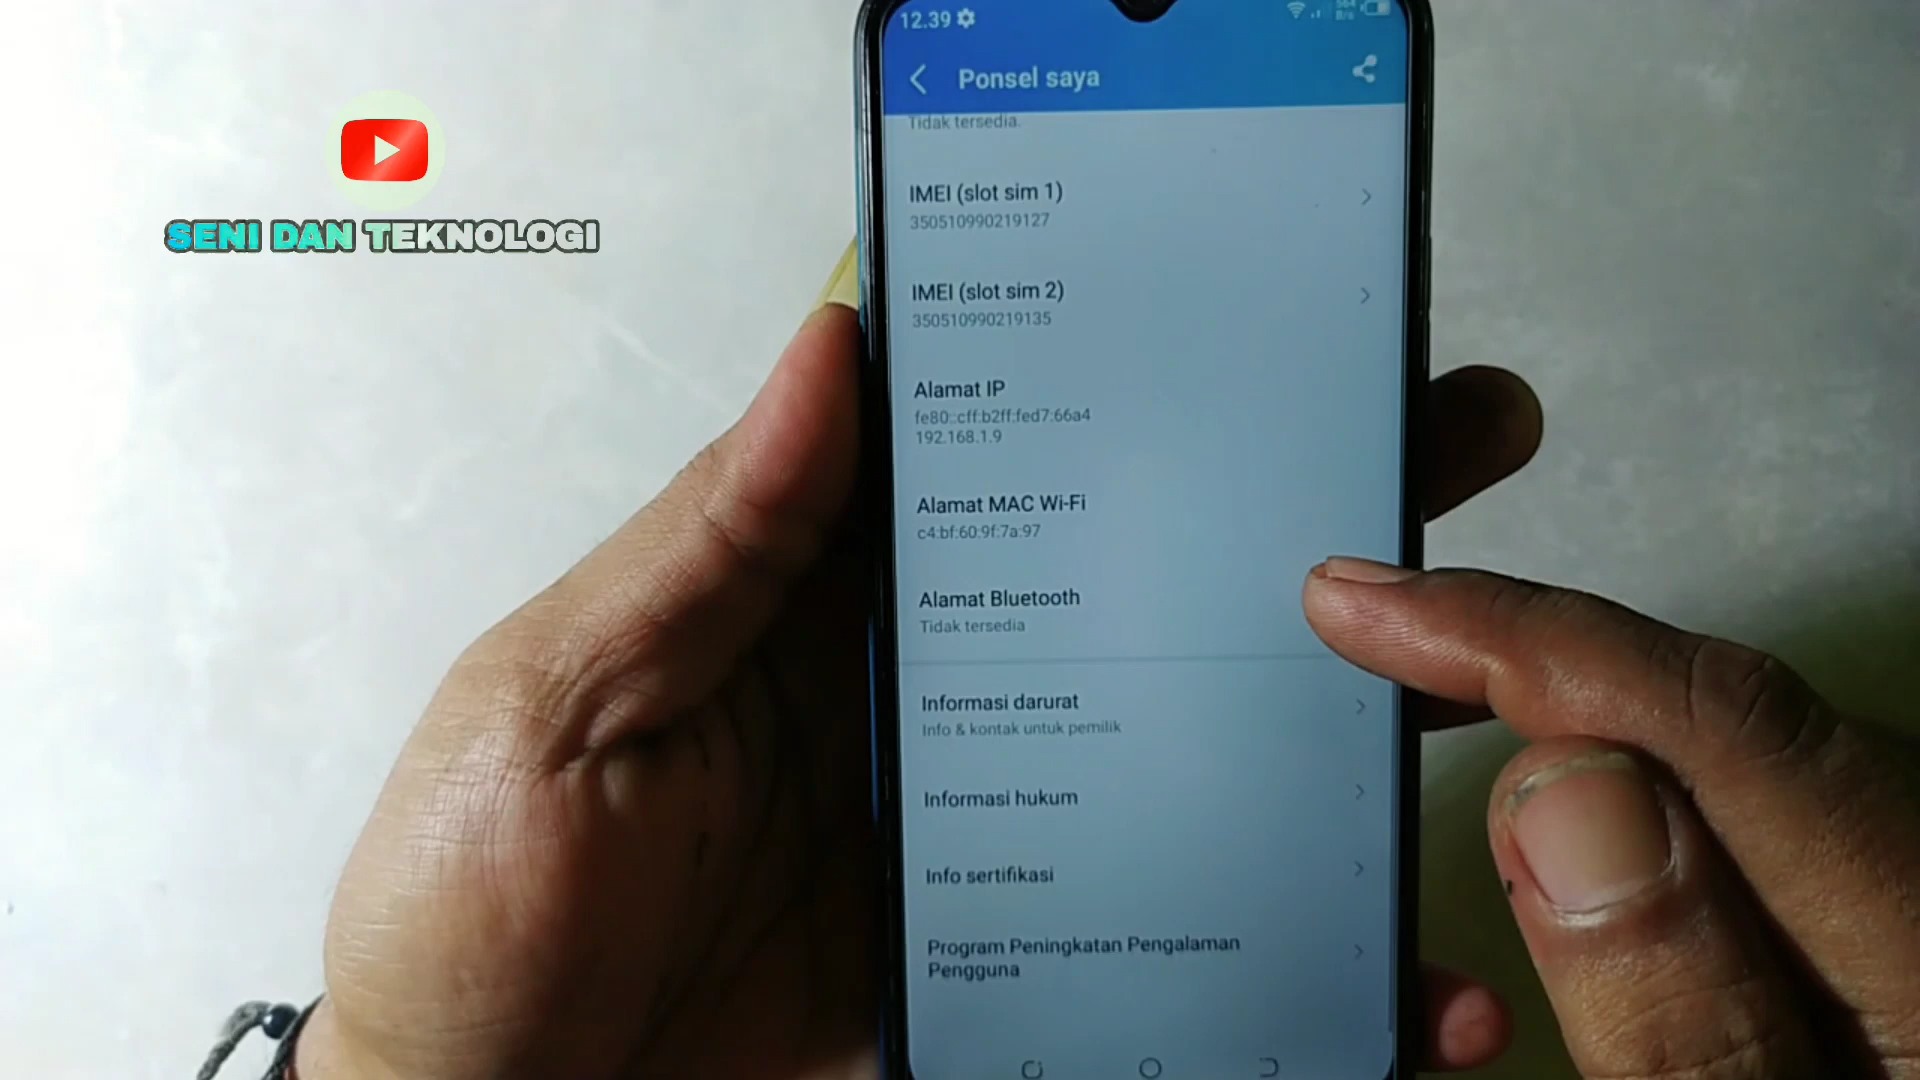 12.39
Ponsel saya
SENI DAN TEKNOLOGI
Tidak tersedia.
IMEI (slot sim 1)
350510990219127
IMEI (slot sim 2)
350510990219135
Alamat IP
fe80::cff:b2ff:fed7:66a4
192.168.1.9
Alamat MAC Wi-Fi
c4:bf:60:9f:7a:97
Alamat Bluetooth
Tidak tersedia
Informasi darurat
Info & kontak untuk pemilik
Informasi hukum
Info sertifikasi
Program Peningkatan Pengalaman
Pengguna